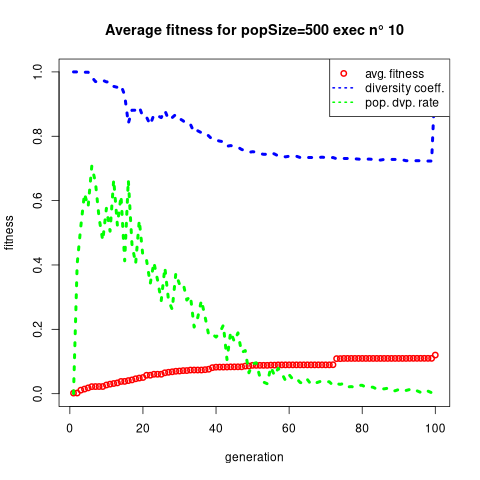 Average fitness for popSize=500 exec n° 10
avg. fitness
diversity coeff.
pop. dvp. rate
fitness
1.0
0.8
0.6
0.4
0.2
0.0
0 20 40 60 80 100
generation